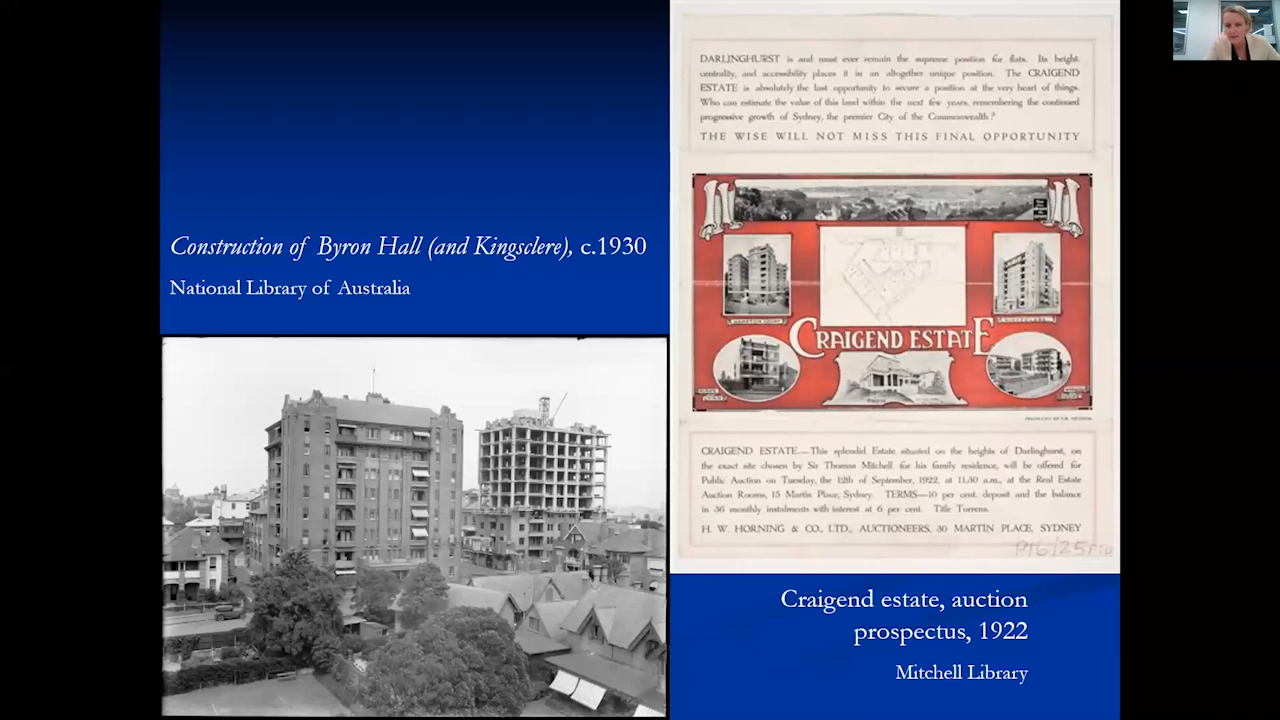 Construction of Byron Hall (and Kingsclere), c.1930
National Library of Australia
DARLINGHURST is and must ever remain the supreme position for flats. Its height,
centrality, and accessibility places it in an altogether unique position. The CRAIGEND
ESTATE is absolutely the last opportunity to secure a position at the very heart of things.
Who can estimate the value of this land within the next few years, remembering the continued
progressive growth of Sydney, the premier City of the Commonwealth?
THE WISE WILL NOT MISS THIS FINAL OPPORTUNITY
KINGSCLERE
CRAIGEND ESTATE
CRAIGEND ESTATE.—This splendid Estate situated on the heights of Darlinghurst, on
the exact site chosen by Sir Thomas Mitchell for his family residence, will be offered for
Public Auction on Tuesday, the 12th of September, 1922, at 11.30 a.m., at the Real Estate
Auction Rooms, 15 Martin Place, Sydney. TERMS—10 per cent. deposit and the balance
in 36 monthly instalments with interest at 6 per cent. Title Torrens.
H. W. HORNING & CO., LTD., AUCTIONEERS, 30 MARTIN PLACE, SYDNEY
Craigend estate, auction
prospectus, 1922
Mitchell Library